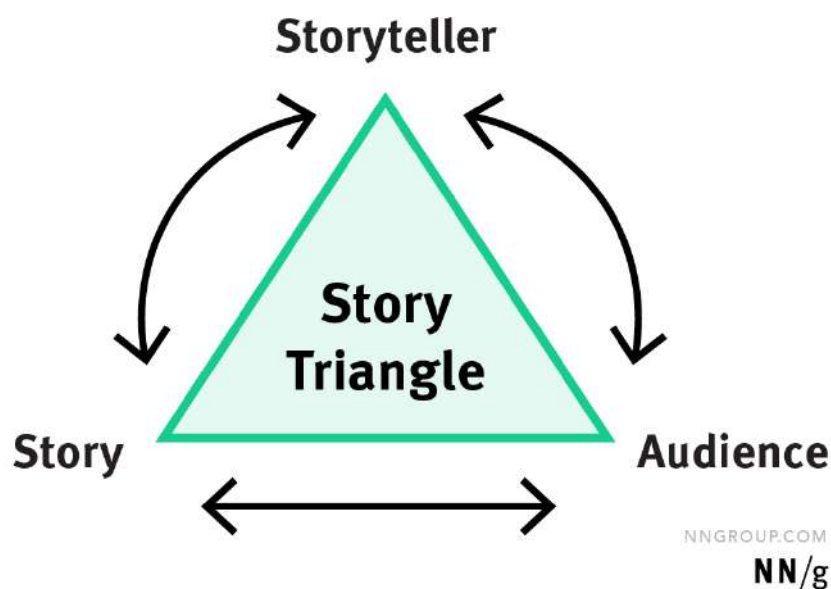 Storyteller
Story
Triangle
Story
Audience
NNGROUP.COM
NN/g